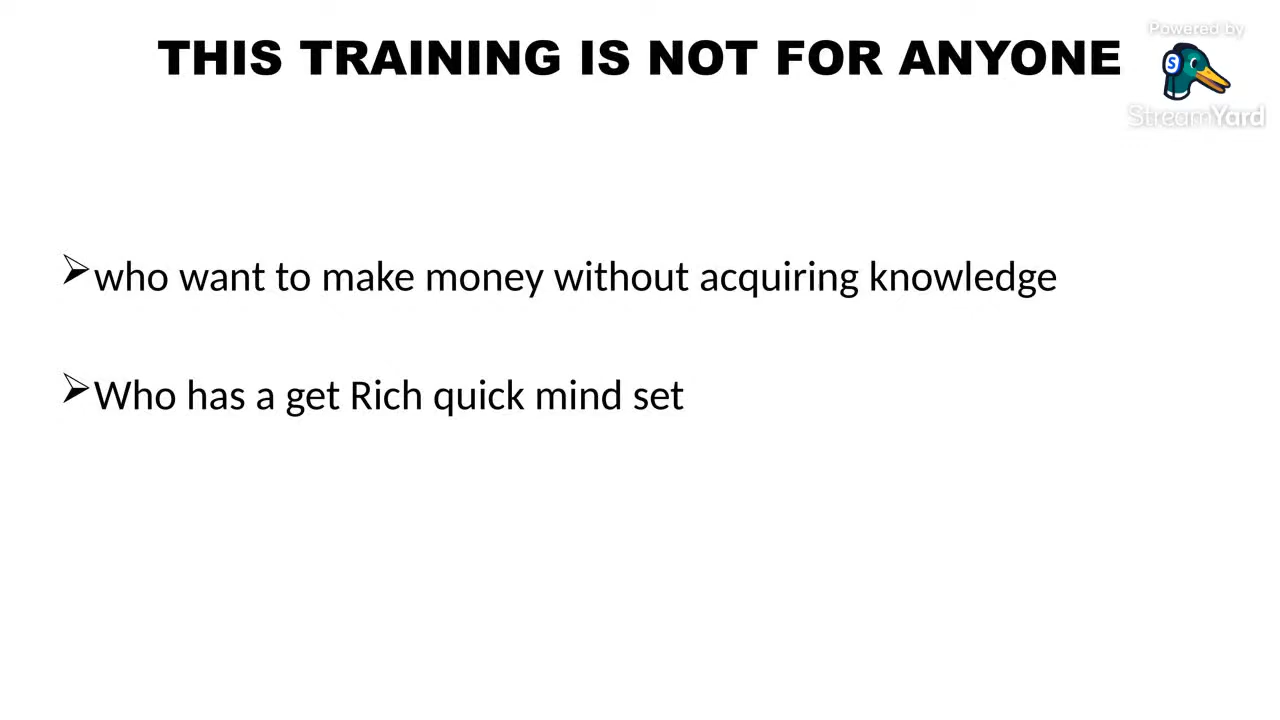 THIS TRAINING IS NOT FOR ANYONE
Powered by
StreamYard
who want to make money without acquiring knowledge
Who has a get Rich quick mind set